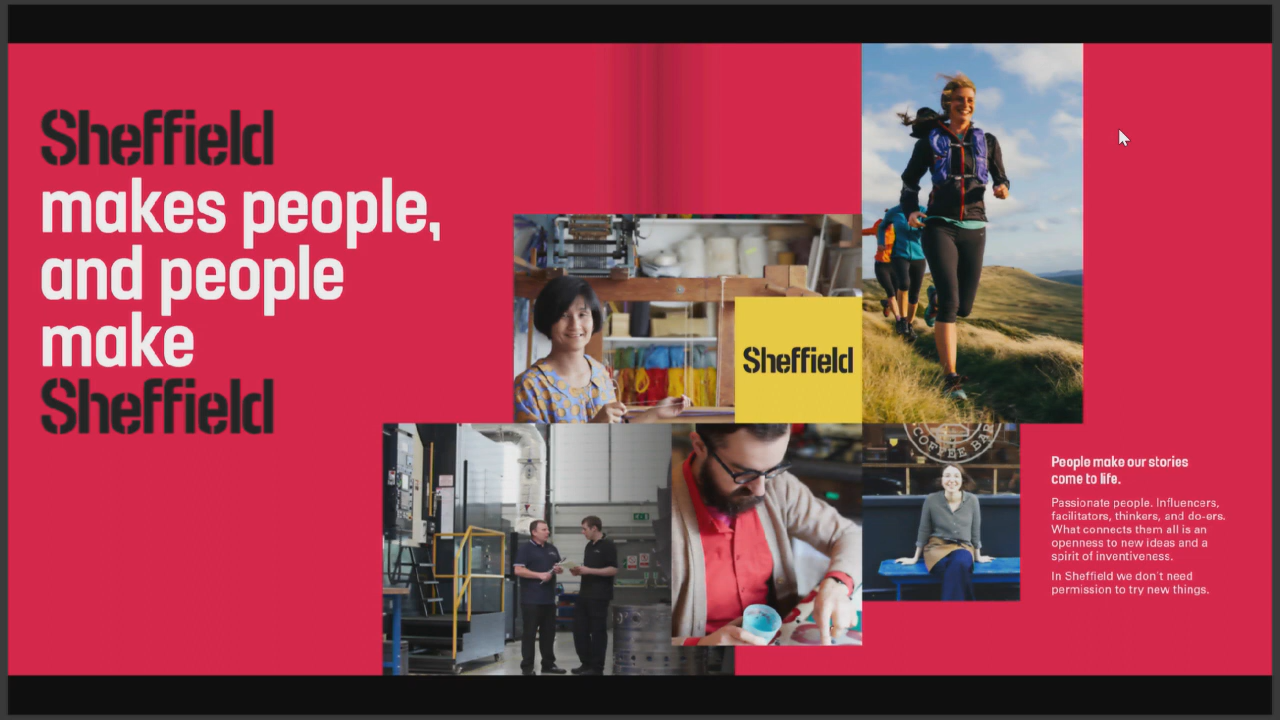 Sheffield
makes people,
and people
make
Sheffield
Sheffield
COFFEE BAR
People make our stories
come to life.
Passionate people. Influencers,
facilitators, thinkers, and do-ers.
What connects them all is an
openness to new ideas and a
spirit of inventiveness.
In Sheffield we don't need
permission to try new things.